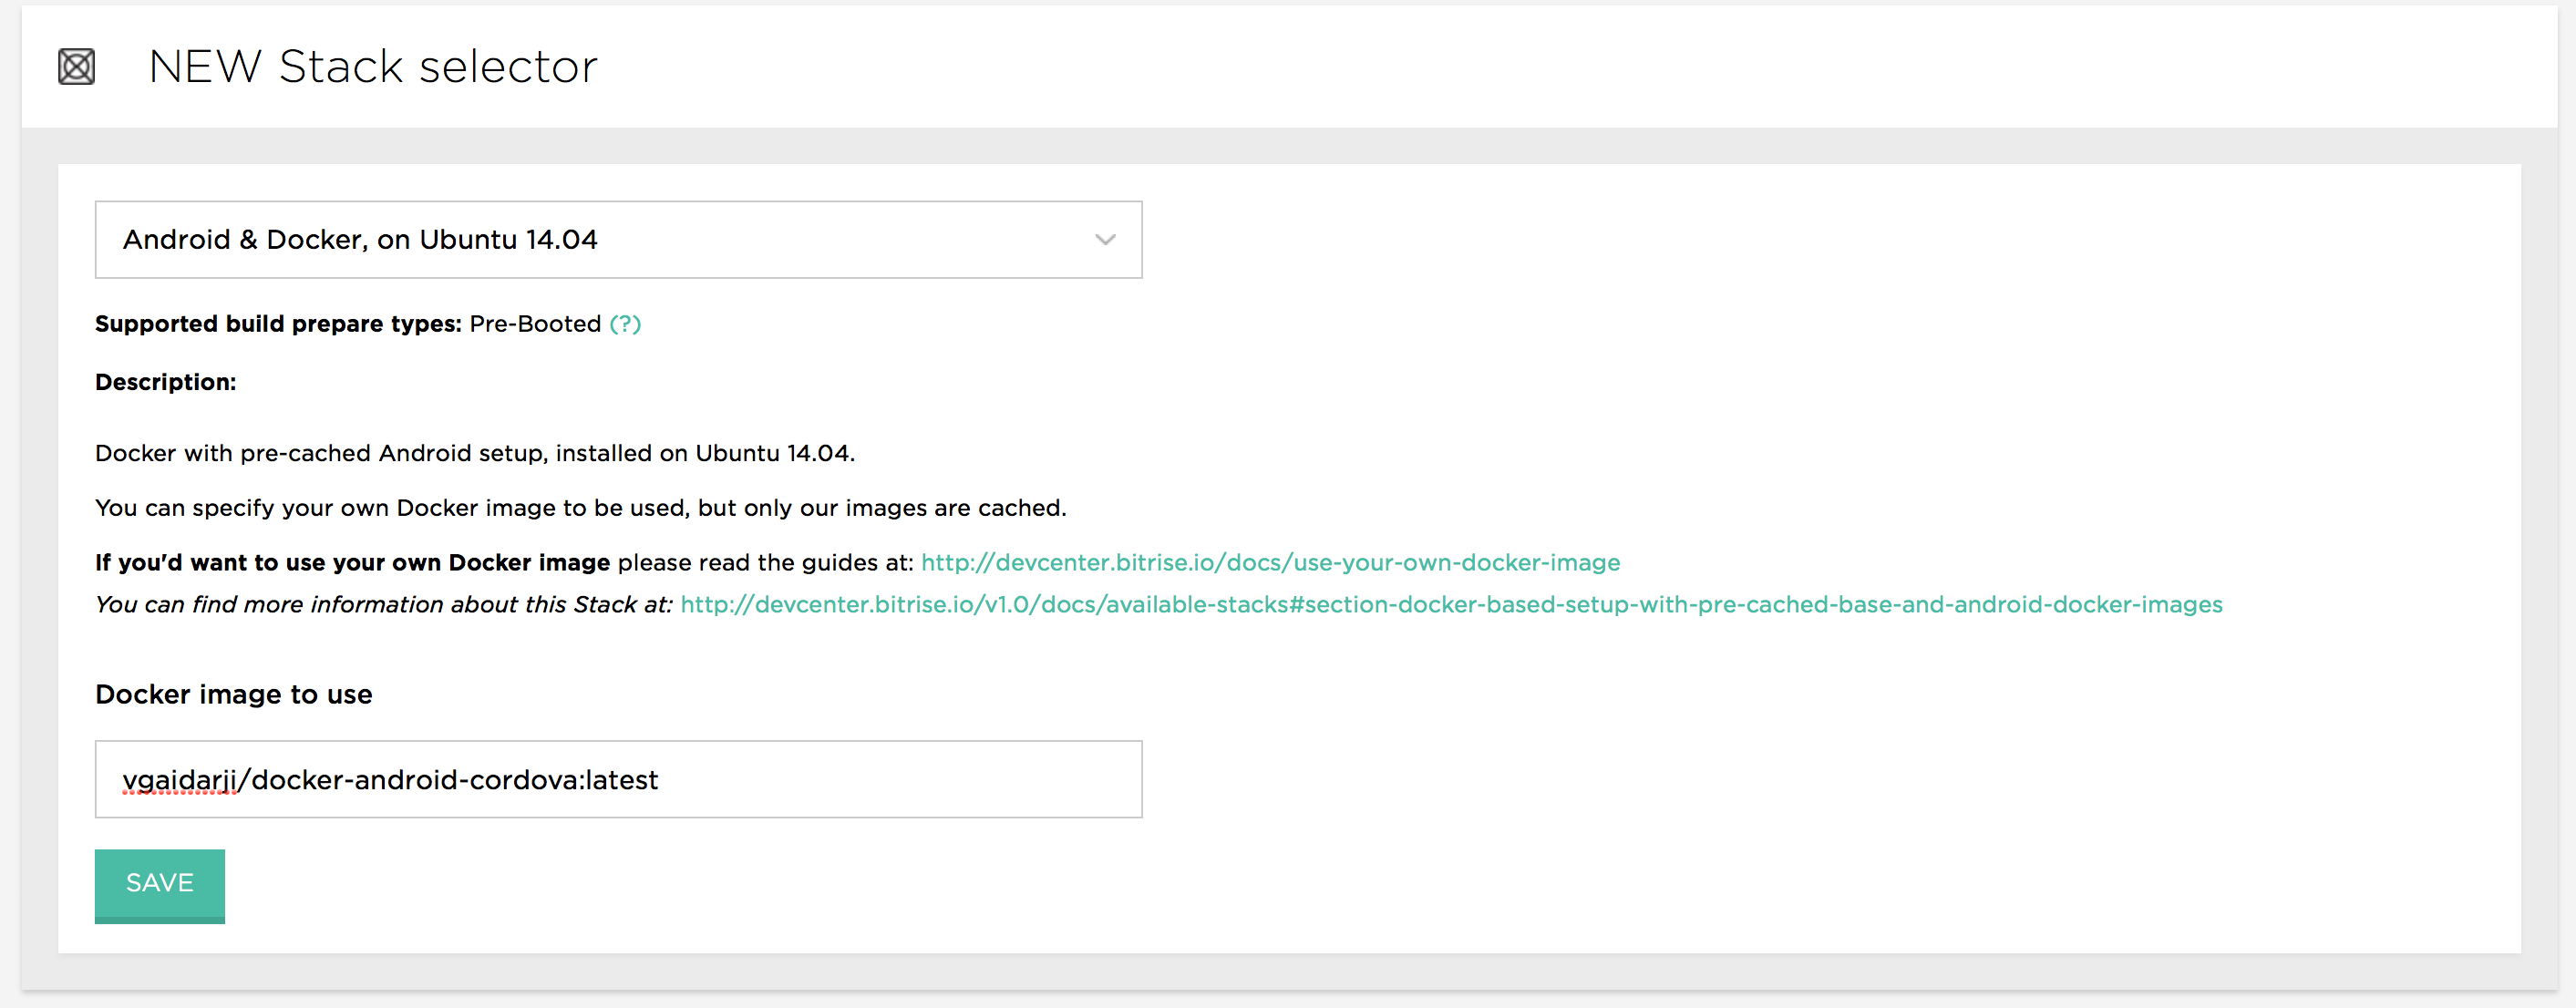 NEW Stack selector
Android & Docker, on Ubuntu 14.04
Supported build prepare types: Pre-Booted (?)
Description:
Docker with pre-cached Android setup, installed on Ubuntu 14.04.
You can specify your own Docker image to be used, but only our images are cached.
If you'd want to use your own Docker image please read the guides at: http://devcenter.bitrise.io/docs/use-your-own-docker-image
You can find more information about this Stack at: http://devcenter.bitrise.io/v1.0/docs/available-stacks#section-docker-based-setup-with-pre-cached-base-and-android-docker-images
Docker image to use
vgaidarji/docker-android-cordova:latest
SAVE